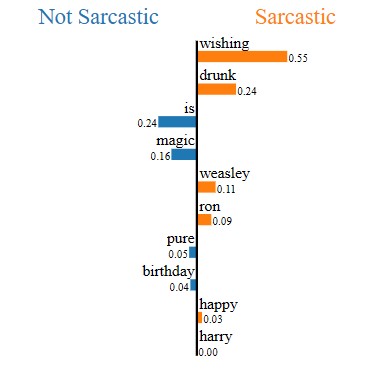 Not Sarcastic Sarcastic
wishing
0.55
drunk
0.24
is
0.24
magic
0.16
weasley
0.11
ron
0.09
pure
0.05
birthday
0.04
happy
0.03
harry
0.00